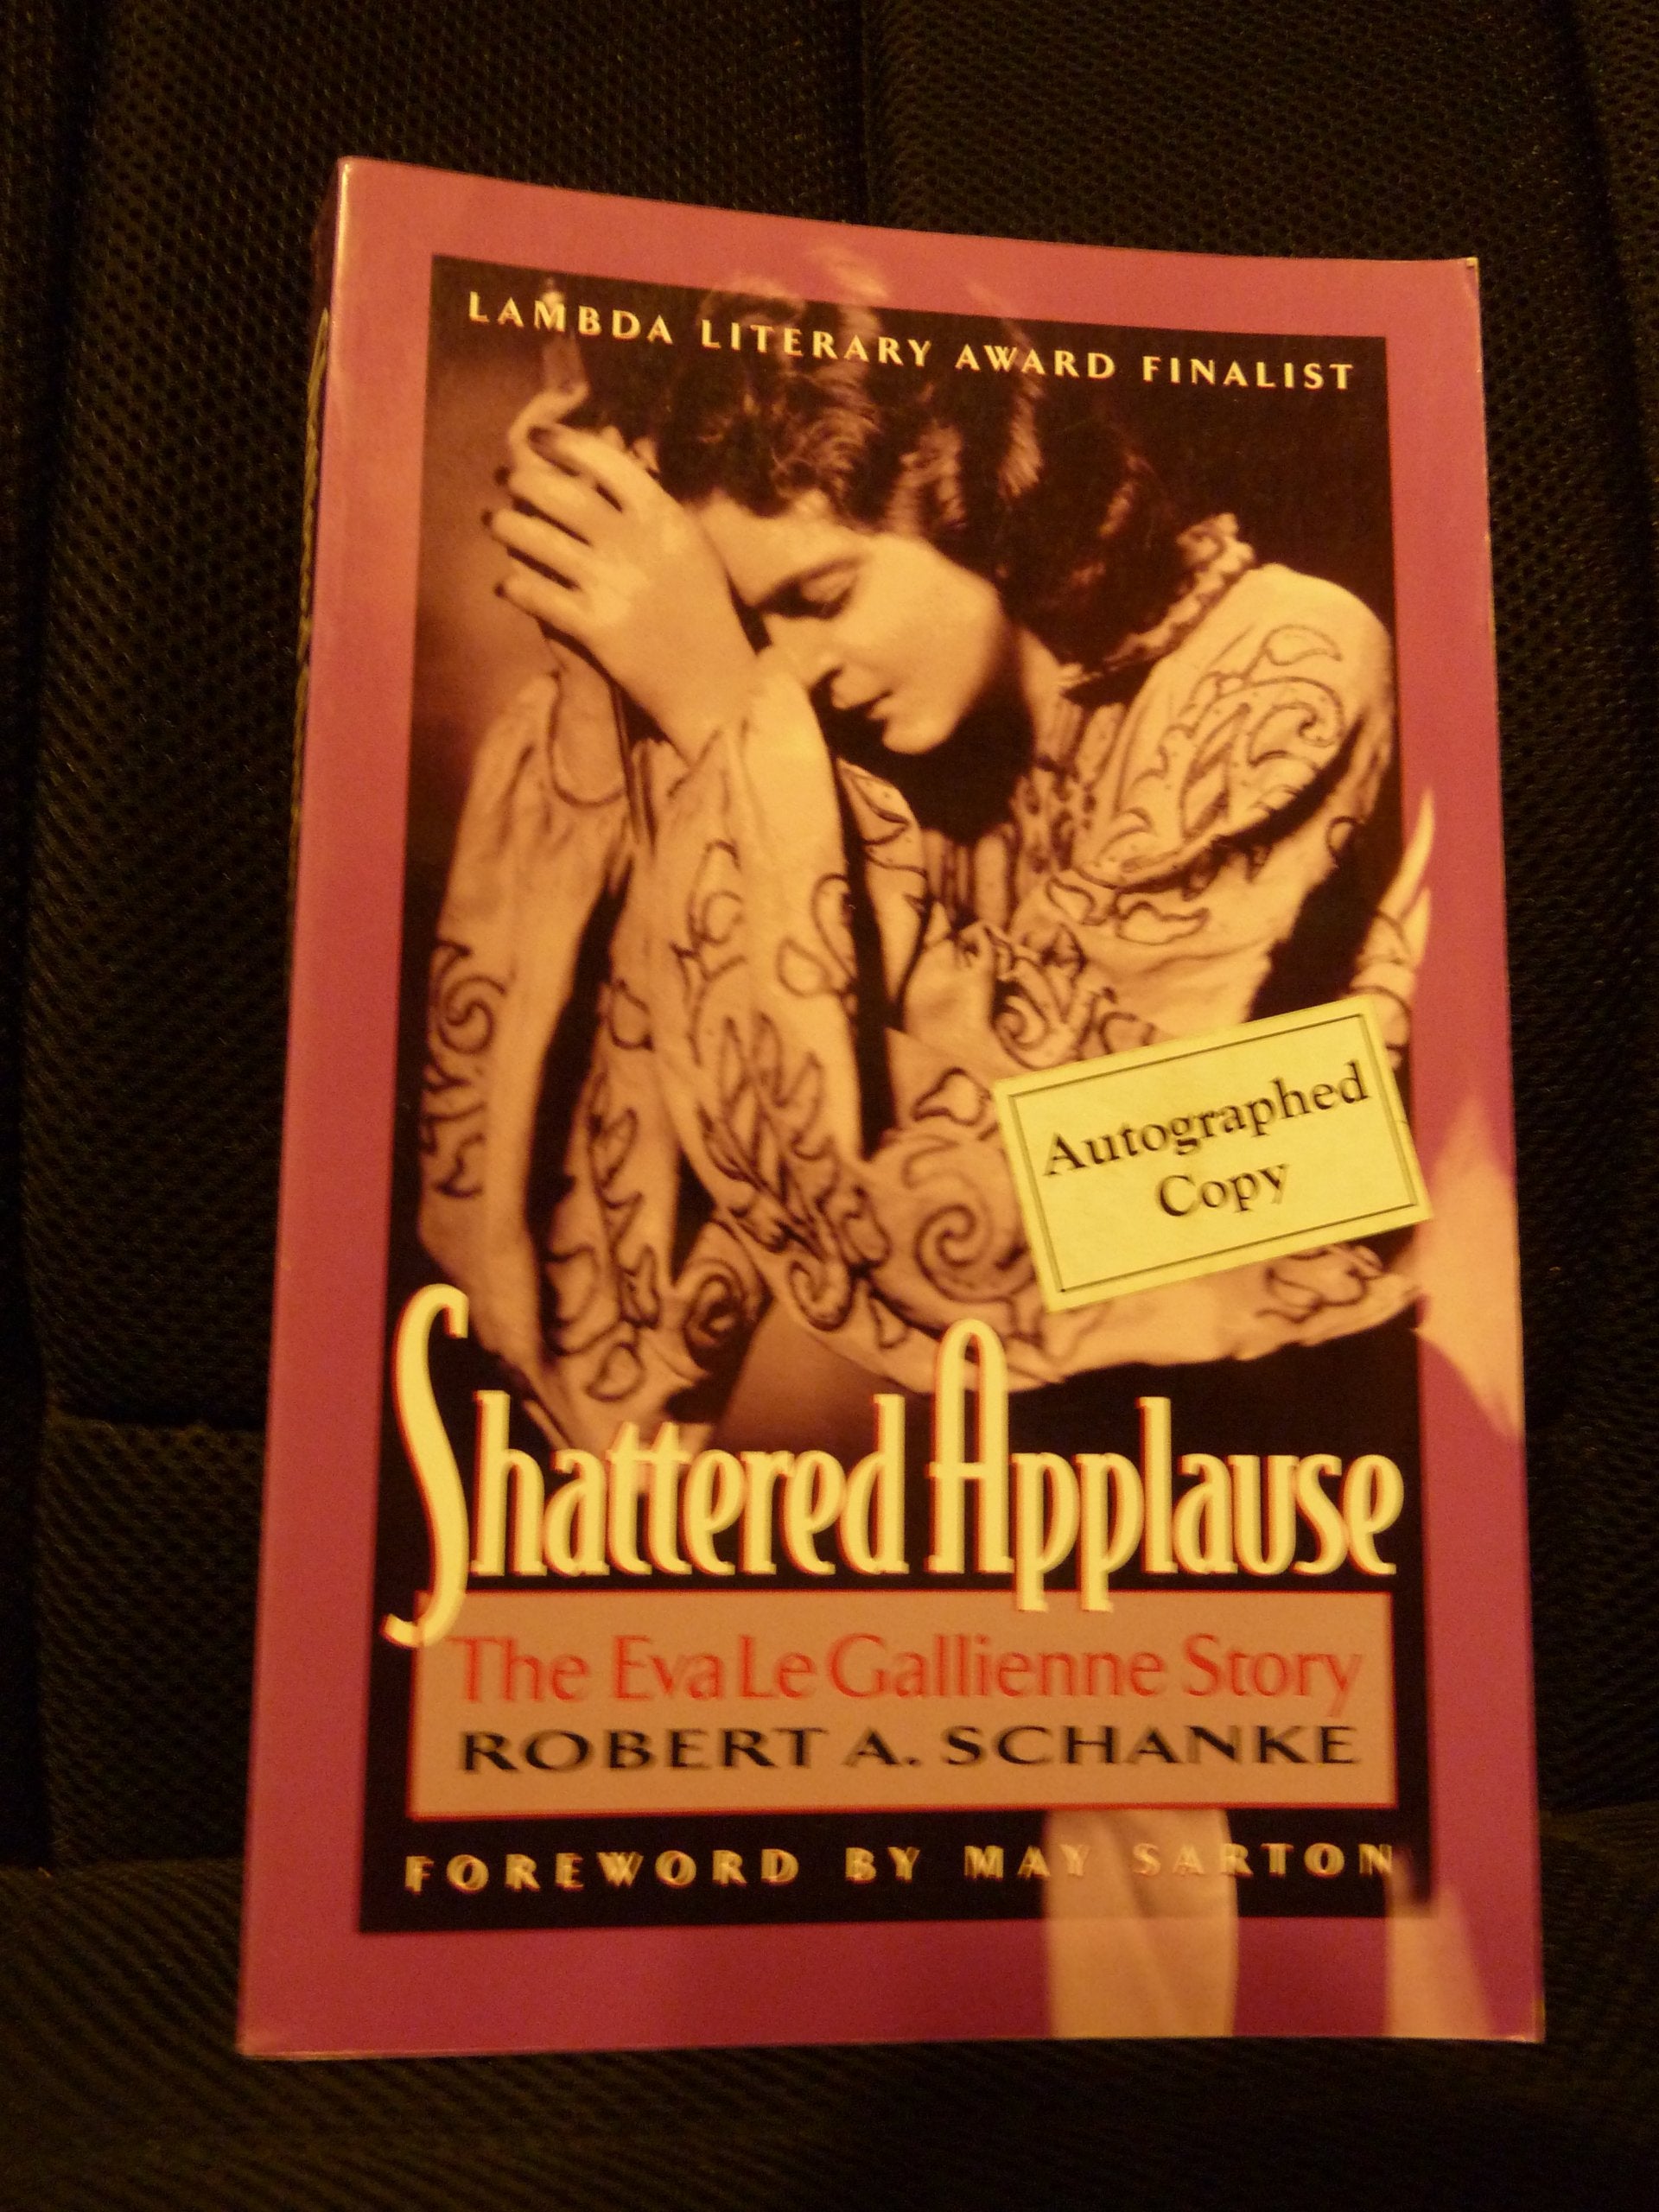 LAMBDA LITERARY AWARD FINALIST
Autographed
Copy
Shattered Applause
The Eva Le Gallienne Story
ROBERT A. SCHANKE
FOREWORD BY MAY SARTON